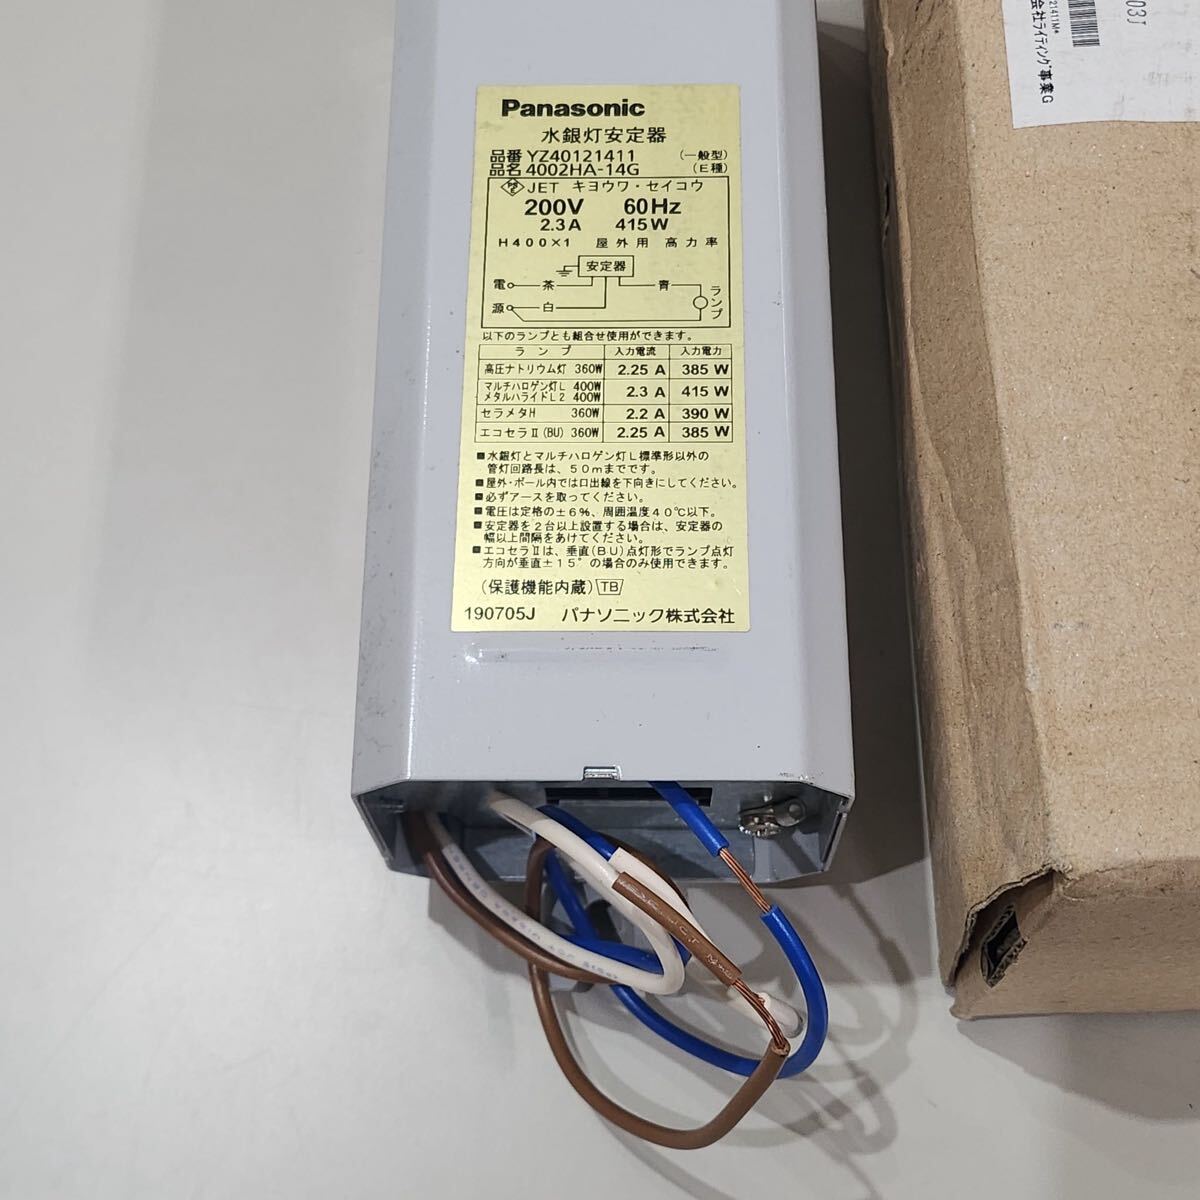 Panasonic
水銀灯安定器
品番 YZ40121411 (一般型)
品名 4002HA-14G (E種)
PSE JET キョウワ・セイコウ
200V 60Hz
2.3A 415W
H400×1 屋外用 高力率
安定器
電 茶 青
源 白
ランプ
以下のランプとも組合せ使用ができます。
ランプ 入力電流 入力電力
高圧ナトリウム灯 360W 2.25 A 385 W
マルチハロゲン灯L 400W
メタルハライドL2 400W 2.3 A 415 W
セラメタH 360W 2.2 A 390 W
エコセラⅡ(BU) 360W 2.25 A 385 W
■水銀灯とマルチハロゲン灯L標準形以外の
管灯回路長は、50mまでです。
■屋外・ポール内では口出線を下向きにしてください。
■必ずアースを取ってください。
■電圧は定格の±6%、周囲温度40℃以下。
■安定器を2台以上設置する場合は、安定器の
幅以上間隔をあけてください。
■エコセラⅡは、垂直(BU)点灯形でランプ点灯
方向が垂直±15°の場合のみ使用できます。
(保護機能内蔵) TB
190705J パナソニック株式会社
03J
21411M*
会社ライティング事業G